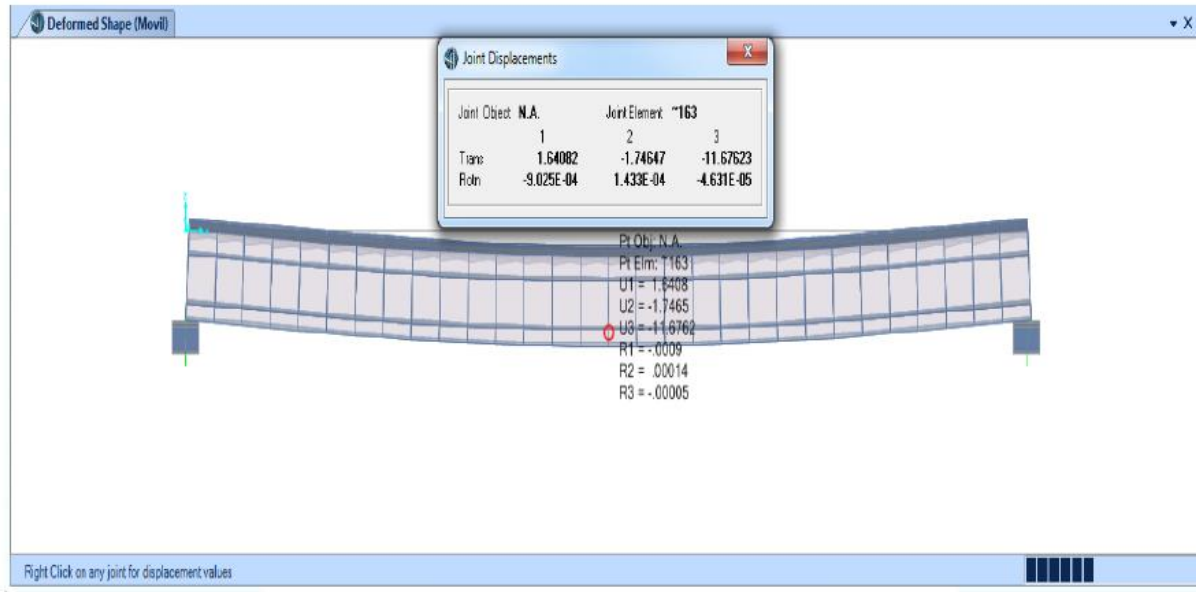 Deformed Shape (Movil)
X
Joint Displacements
X
Joint Object N.A. Joint Element ~163
1 2 3
Trans 1.64082 -1.74647 -11.67623
Rotn -9.025E-04 1.433E-04 -4.631E-05
Pt Obj: N.A.
Pt Elm: ~163
U1 = 1.6408
U2 = -1.7465
U3 = -11.6762
R1 = -.0009
R2 = .00014
R3 = -.00005
Right Click on any joint for displacement values